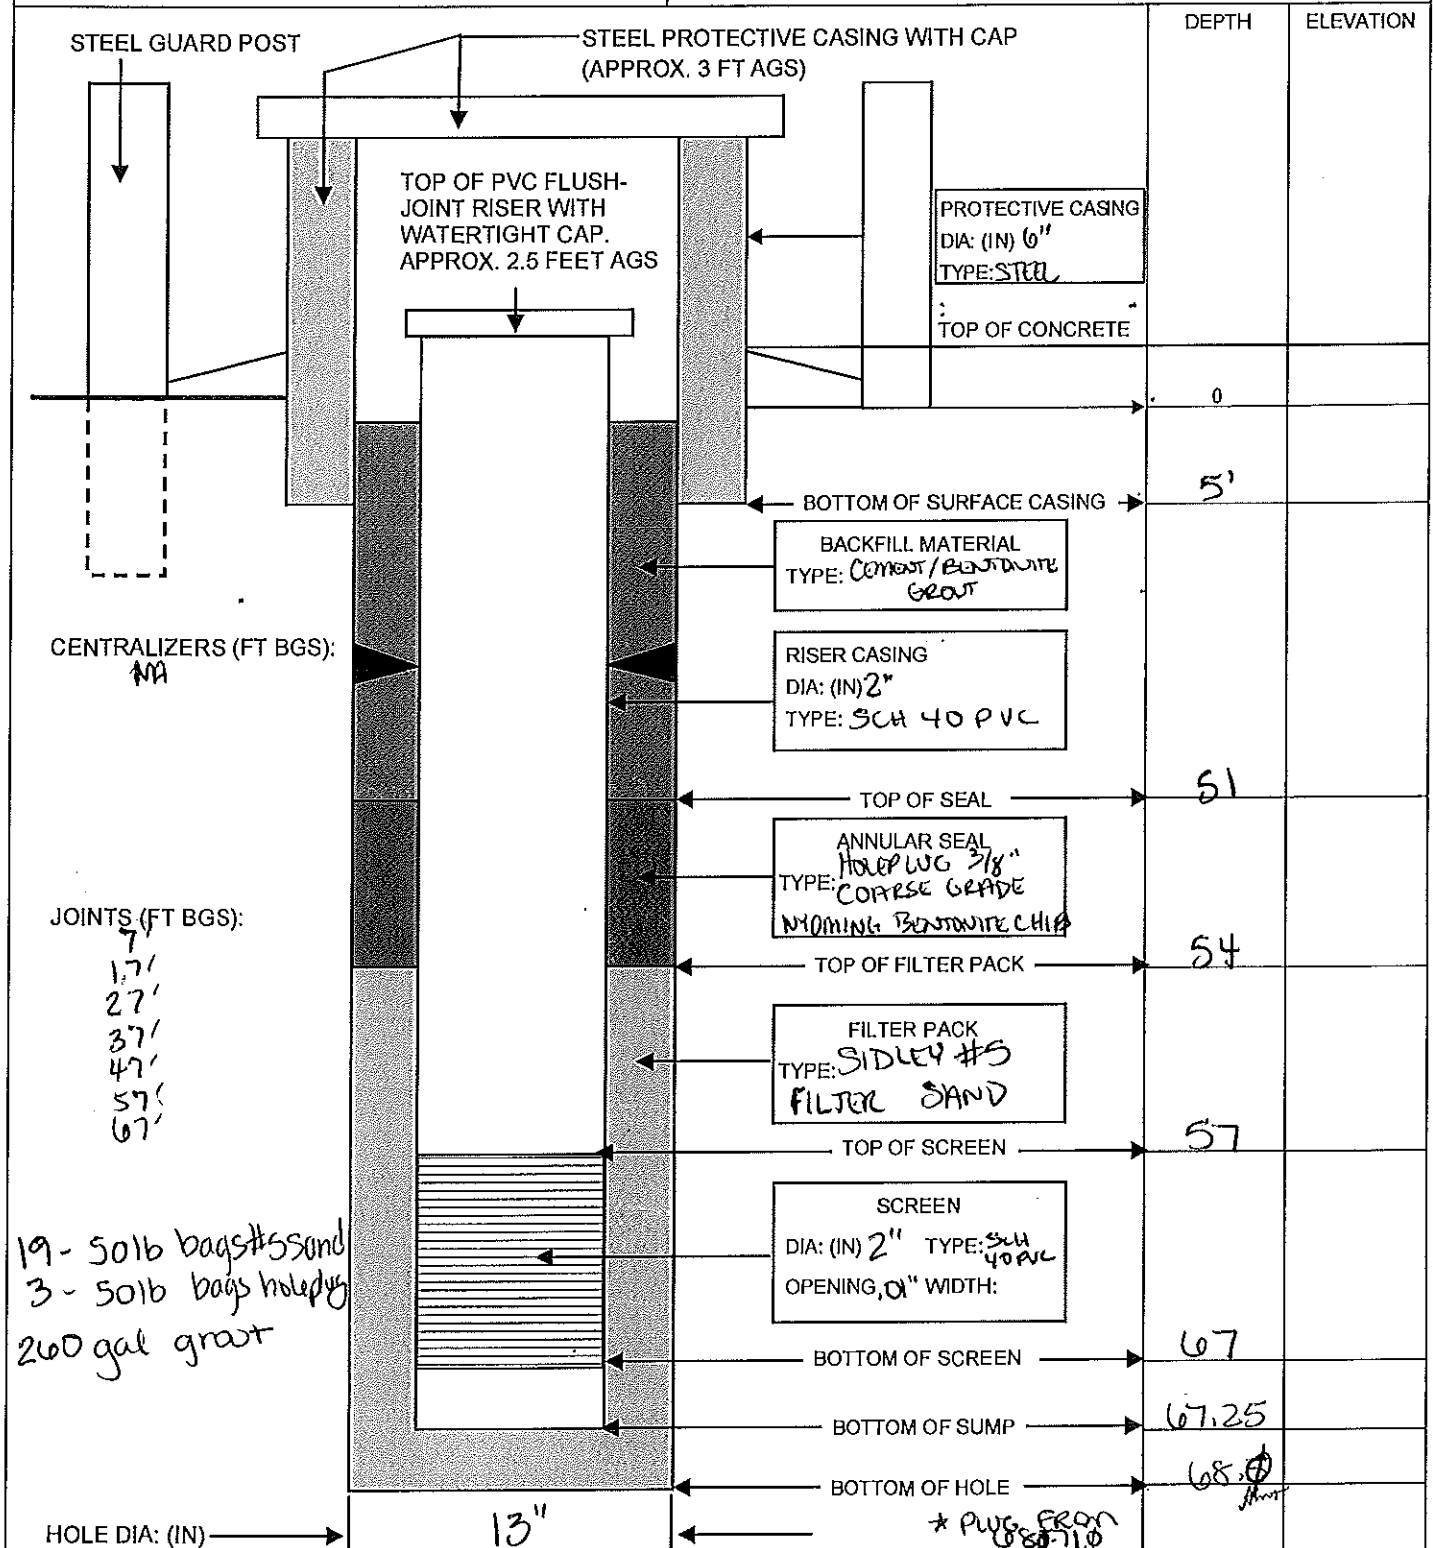 DEPTH ELEVATION
STEEL GUARD POST
STEEL PROTECTIVE CASING WITH CAP
(APPROX. 3 FT AGS)
TOP OF PVC FLUSH-
JOINT RISER WITH
WATERTIGHT CAP.
APPROX. 2.5 FEET AGS
PROTECTIVE CASING
DIA: (IN) 6"
TYPE: STEEL
TOP OF CONCRETE
0
BOTTOM OF SURFACE CASING 5'
BACKFILL MATERIAL
TYPE: CEMENT/BENTONITE
GROUT
CENTRALIZERS (FT BGS):
NA
RISER CASING
DIA: (IN) 2"
TYPE: SCH 40 PVC
TOP OF SEAL 51
ANNULAR SEAL
TYPE: HOLEPLUG 3/8"
COARSE GRADE
WYOMING BENTONITE CHIPS
JOINTS (FT BGS):
7'
17'
27'
37'
47'
57'
67'
TOP OF FILTER PACK 54
FILTER PACK
TYPE: SIDLEY #5
FILTER SAND
TOP OF SCREEN 57
SCREEN
DIA: (IN) 2" TYPE: SCH
40 PVC
OPENING .01" WIDTH:
19 - 50lb bags #5 sand
3 - 50lb bags holeplug
260 gal grout
BOTTOM OF SCREEN 67
BOTTOM OF SUMP 67.25
BOTTOM OF HOLE 68.0
HOLE DIA: (IN) 13"
* PLUG FROM
68.0-71.0